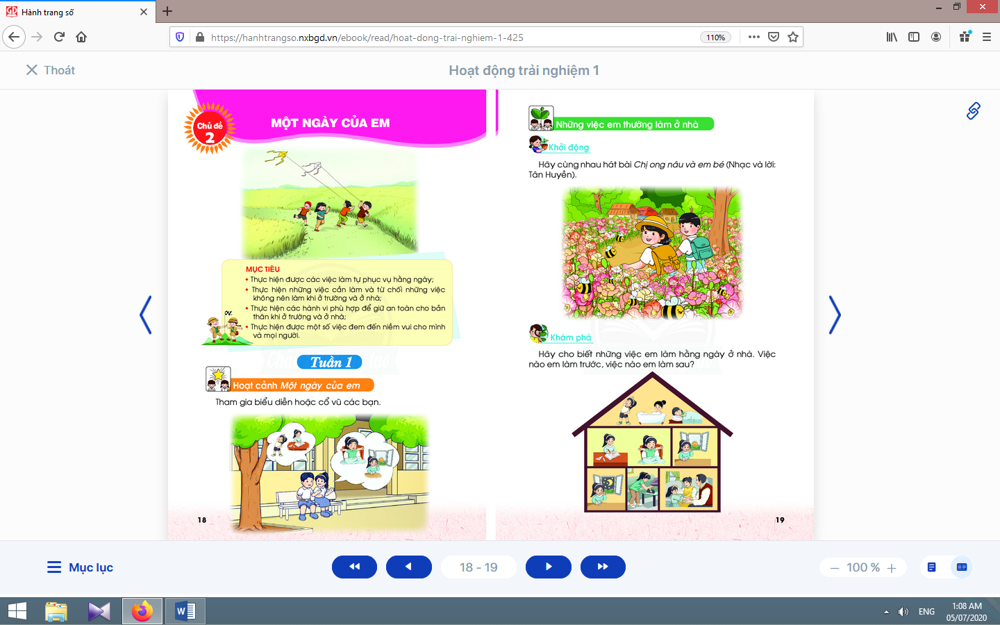 Hành trang số
https://hanhtrangso.nxbgd.vn/ebook/read/hoat-dong-trai-nghiem-1-425
110%
Thoát
Hoạt động trải nghiệm 1
Chủ đề
2
MỘT NGÀY CỦA EM
MỤC TIÊU
Thực hiện được các việc làm tự phục vụ hằng ngày;
Thực hiện những việc cần làm và từ chối những việc
không nên làm khi ở trường và ở nhà;
Thực hiện các hành vi phù hợp để giữ an toàn cho bản
thân khi ở trường và ở nhà;
Thực hiện được một số việc đem đến niềm vui cho mình
và mọi người.
Tuần 1
Hoạt cảnh Một ngày của em
Tham gia biểu diễn hoặc cổ vũ các bạn.
18
Những việc em thường làm ở nhà
Khởi động
Hãy cùng nhau hát bài Chị ong nâu và em bé (Nhạc và lời:
Tân Huyền).
Khám phá
Hãy cho biết những việc em làm hằng ngày ở nhà. Việc
nào em làm trước, việc nào em làm sau?
19
Mục lục
18 - 19
100 %
ENG
1:08 AM
05/07/2020